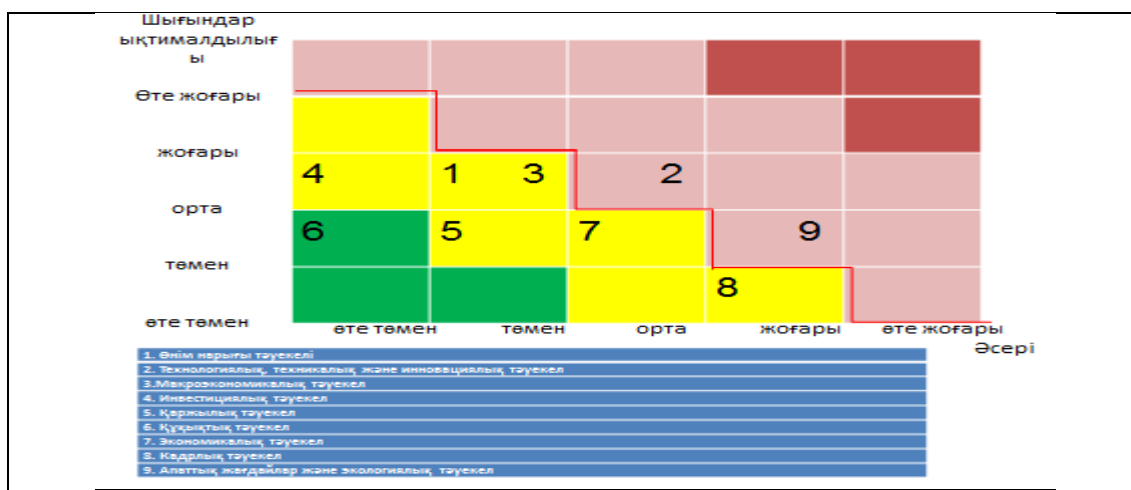 Шығындар
ықтималдылығ
ы
Өте жоғары
жоғары
4 1 3 2
орта
6 5 7 9
төмен
8
өте төмен
өте төмен төмен орта жоғары өте жоғары
Әсері
1. Өнім нарығы тәуекелі
2. Технологиялық, техникалық және инновациялық тәуекел
3.Макроэкономикалық тәуекел
4. Инвестициялық тәуекел
5. Қаржылық тәуекел
6. Құқықтық тәуекел
7. Экономикалық тәуекел
8. Кадрлық тәуекел
9. Апаттық жағдайлар және экологиялық тәуекел